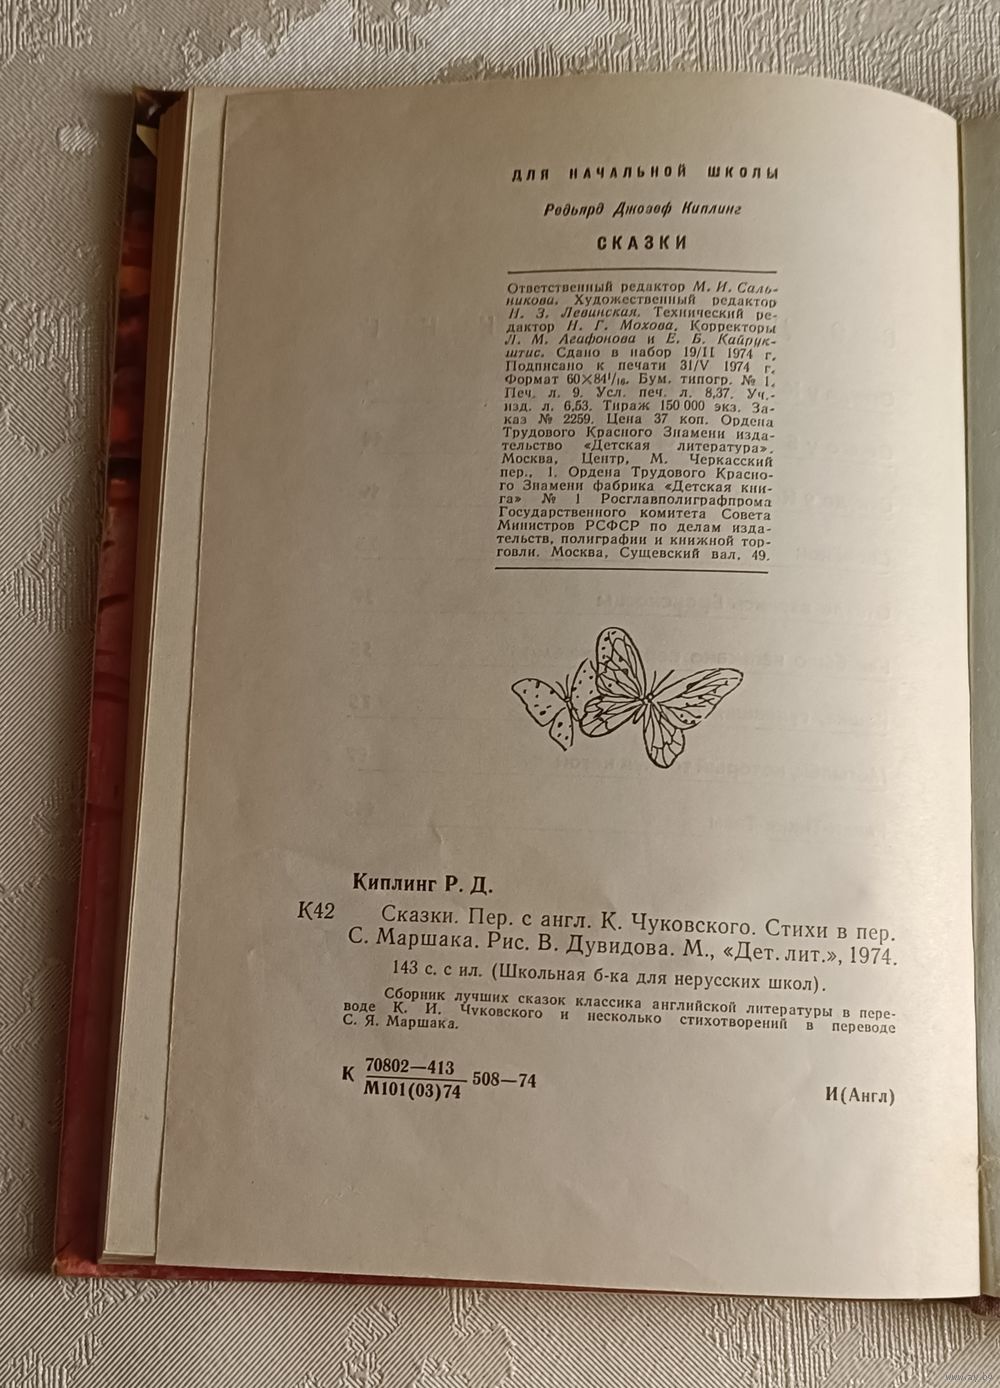 ДЛЯ НАЧАЛЬНОЙ ШКОЛЫ
Редьярд Джозеф Киплинг
СКАЗКИ
Ответственный редактор М. И. Саль-
никова. Художественный редактор
Н. З. Левинская. Технический ре-
дактор Н. Г. Мохова. Корректоры
Л. М. Агафонова и Е. Б. Кайрук-
штис. Сдано в набор 19/II 1974 г.
Подписано к печати 31/V 1974 г.
Формат 60×84¹/₁₆. Бум. типогр. № 1.
Печ. л. 9. Усл. печ. л. 8,37. Уч.-
изд. л. 6,53. Тираж 150 000 экз. За-
каз № 2259. Цена 37 коп. Ордена
Трудового Красного Знамени изда-
тельство «Детская литература».
Москва, Центр, М. Черкасский
пер., 1. Ордена Трудового Красно-
го Знамени фабрика «Детская кни-
га» № 1 Росглавполиграфпрома
Государственного комитета Совета
Министров РСФСР по делам изда-
тельств, полиграфии и книжной тор-
говли. Москва, Сущевский вал, 49.
Киплинг Р. Д.
К42 Сказки. Пер. с англ. К. Чуковского. Стихи в пер.
С. Маршака. Рис. В. Дувидова. М., «Дет. лит.», 1974.
143 с. с ил. (Школьная б-ка для нерусских школ).
Сборник лучших сказок классика английской литературы в пере-
воде К. И. Чуковского и несколько стихотворений в переводе
С. Я. Маршака.
К 70802—413
М101(03)74 508—74
И(Англ)